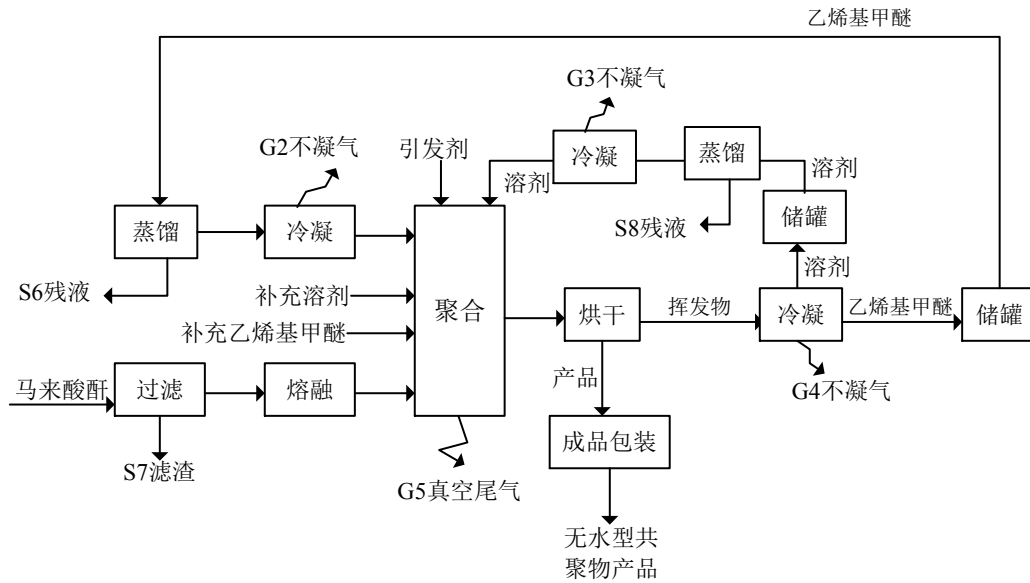 乙烯基甲醚
G3不凝气
G2不凝气
引发剂
冷凝
蒸馏
溶剂
溶剂
蒸馏
冷凝
储罐
S8残液
S6残液
溶剂
补充溶剂
聚合
烘干
挥发物
冷凝
乙烯基甲醚
储罐
补充乙烯基甲醚
马来酸酐
过滤
熔融
产品
G4不凝气
成品包装
S7滤渣
G5真空尾气
无水型共
聚物产品